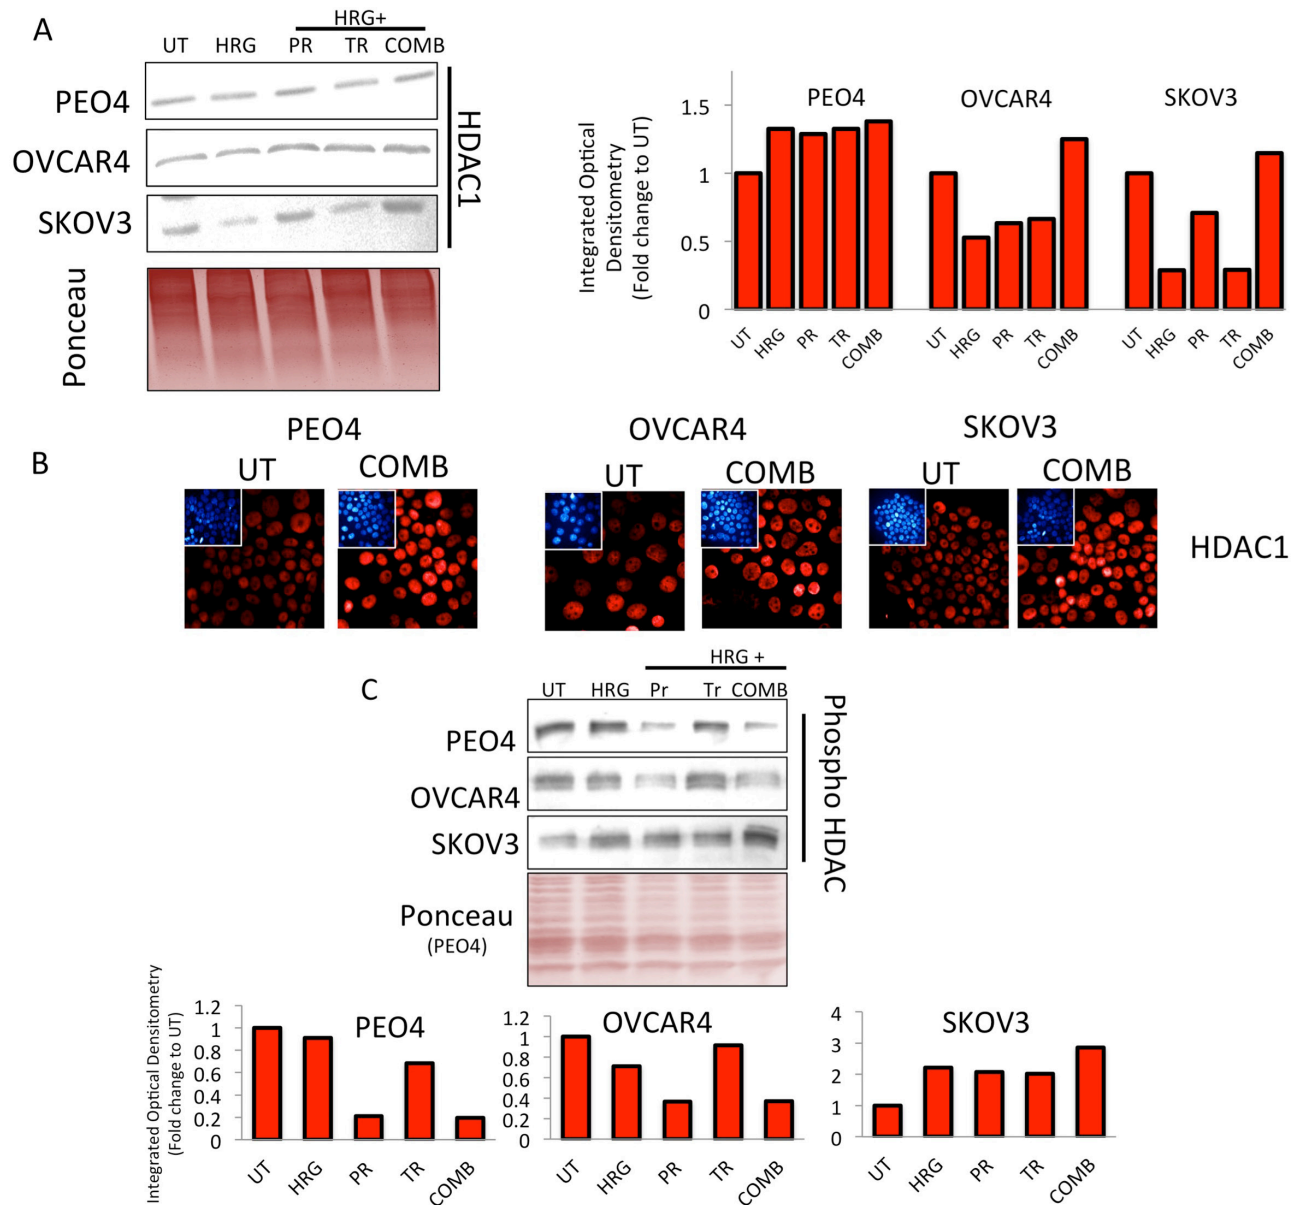 A
HRG+
UT HRG PR TR COMB
PEO4
OVCAR4
SKOV3
HDAC1
Ponceau
Integrated Optical
Densitometry
(Fold change to UT)
1.5
1
0.5
0
PEO4 OVCAR4 SKOV3
UT HRG PR TR COMB UT HRG PR TR COMB UT HRG PR TR COMB
B
PEO4 OVCAR4 SKOV3
UT COMB UT COMB UT COMB
HDAC1
C
HRG +
UT HRG Pr Tr COMB
PEO4
OVCAR4
SKOV3
Phospho HDAC
Ponceau
(PEO4)
Integrated Optical Densitometry
(Fold change to UT)
PEO4
1.2
1
0.8
0.6
0.4
0.2
0
UT HRG PR TR COMB
OVCAR4
1.2
1
0.8
0.6
0.4
0.2
0
UT HRG PR TR COMB
SKOV3
4
3
2
1
0
UT HRG PR TR COMB